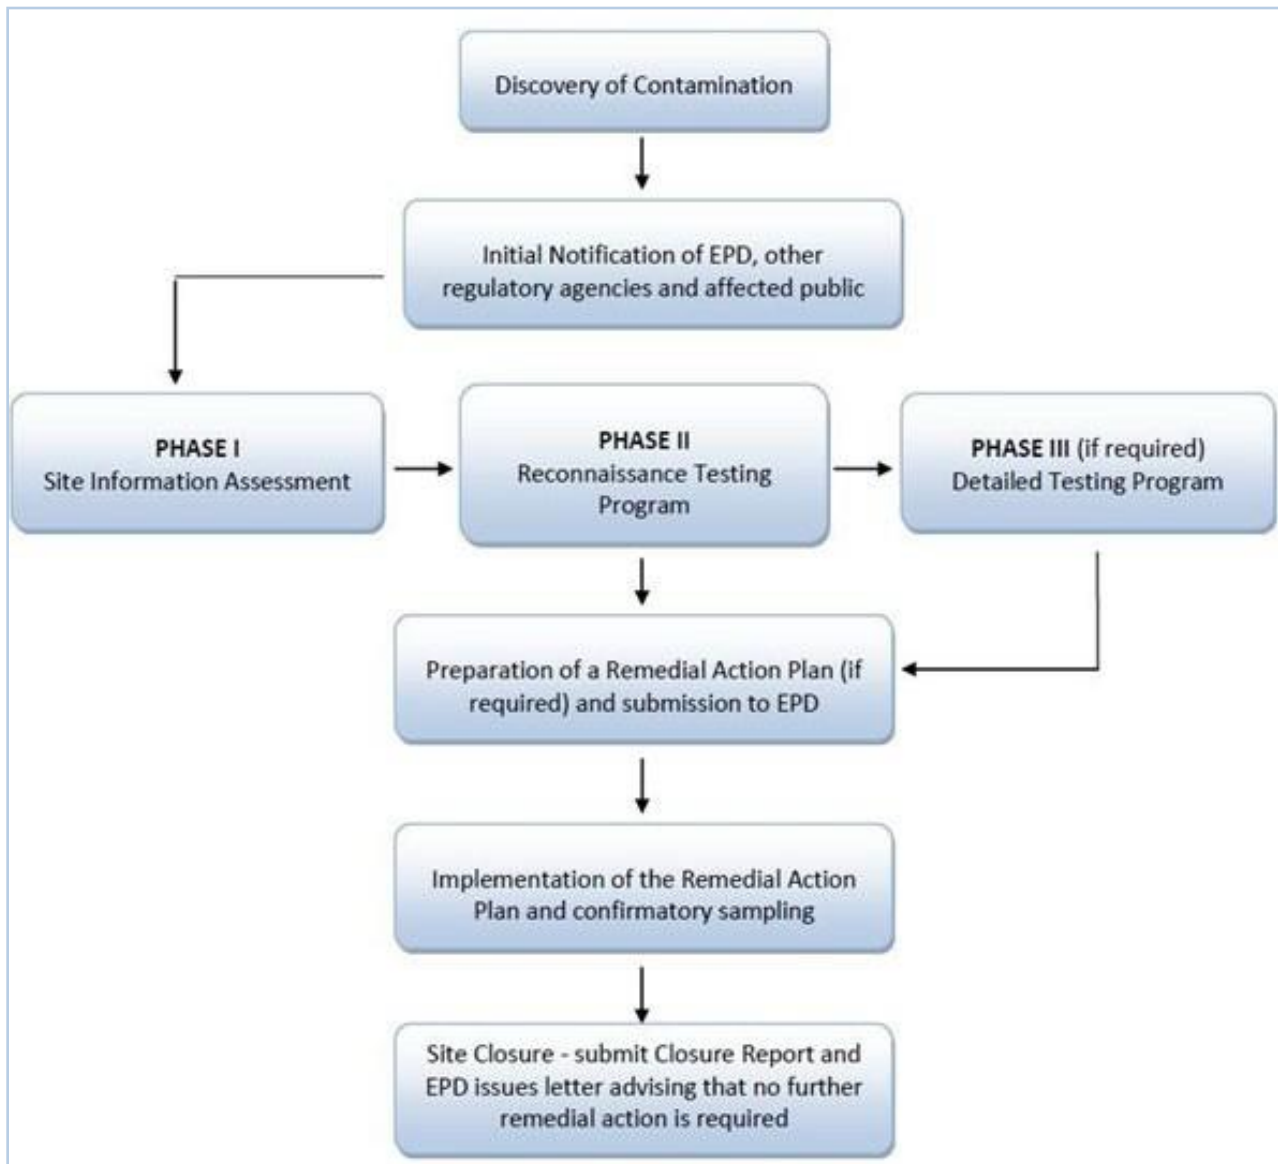 Discovery of Contamination
Initial Notification of EPD, other
regulatory agencies and affected public
PHASE I
Site Information Assessment
PHASE II
Reconnaissance Testing
Program
PHASE III (if required)
Detailed Testing Program
Preparation of a Remedial Action Plan (if
required) and submission to EPD
Implementation of the Remedial Action
Plan and confirmatory sampling
Site Closure - submit Closure Report and
EPD issues letter advising that no further
remedial action is required